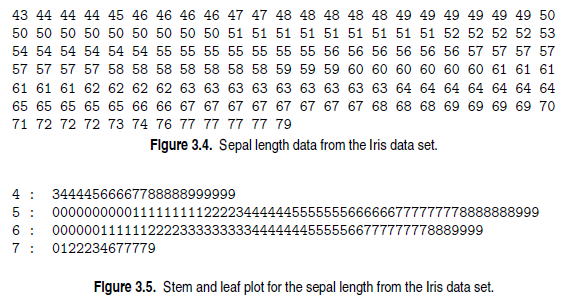 43 44 44 44 45 46 46 46 46 47 47 48 48 48 48 48 49 49 49 49 49 49 50
50 50 50 50 50 50 50 50 50 51 51 51 51 51 51 51 51 51 52 52 52 52 53
54 54 54 54 54 54 55 55 55 55 55 55 55 56 56 56 56 56 56 57 57 57 57
57 57 57 57 58 58 58 58 58 58 58 59 59 59 60 60 60 60 60 60 61 61 61
61 61 61 62 62 62 62 63 63 63 63 63 63 63 63 63 64 64 64 64 64 64 64
65 65 65 65 65 66 66 67 67 67 67 67 67 67 67 68 68 68 69 69 69 69 70
71 72 72 72 73 74 76 77 77 77 77 79
Figure 3.4. Sepal length data from the Iris data set.
4 : 34444566667788888999999
5 : 0000000000111111111222234444445555555666666777777778888888999
6 : 000000111111222233333333344444445555566777777778889999
7 : 0122234677779
Figure 3.5. Stem and leaf plot for the sepal length from the Iris data set.